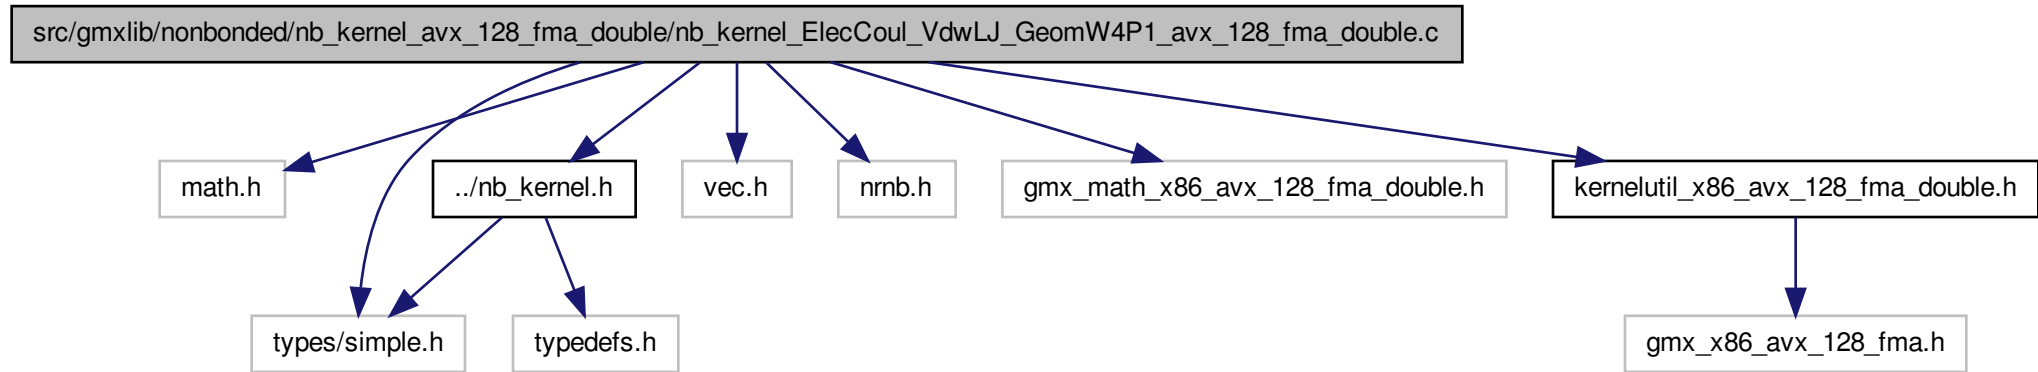 src/gmxlib/nonbonded/nb_kernel_avx_128_fma_double/nb_kernel_ElecCoul_VdwLJ_GeomW4P1_avx_128_fma_double.c
math.h
../nb_kernel.h
vec.h
nrnb.h
gmx_math_x86_avx_128_fma_double.h
kernelutil_x86_avx_128_fma_double.h
types/simple.h
typedefs.h
gmx_x86_avx_128_fma.h